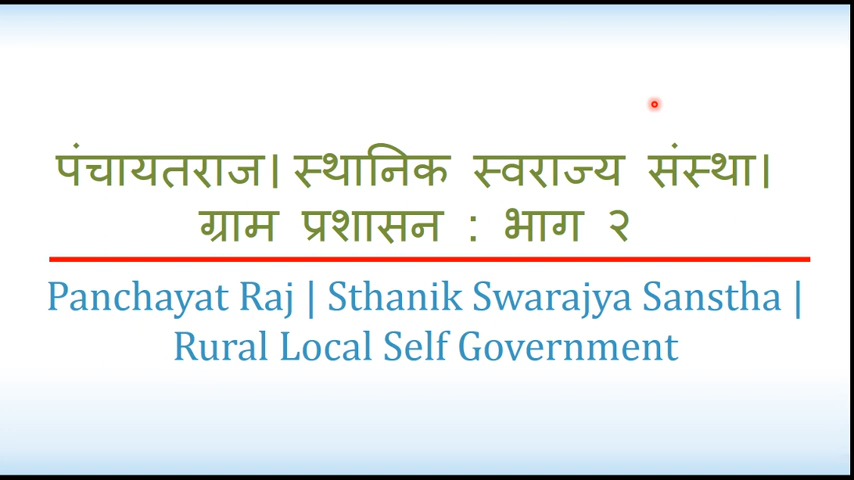 पंचायतराज। स्थानिक स्वराज्य संस्था।
ग्राम प्रशासन : भाग २
Panchayat Raj | Sthanik Swarajya Sanstha |
Rural Local Self Government